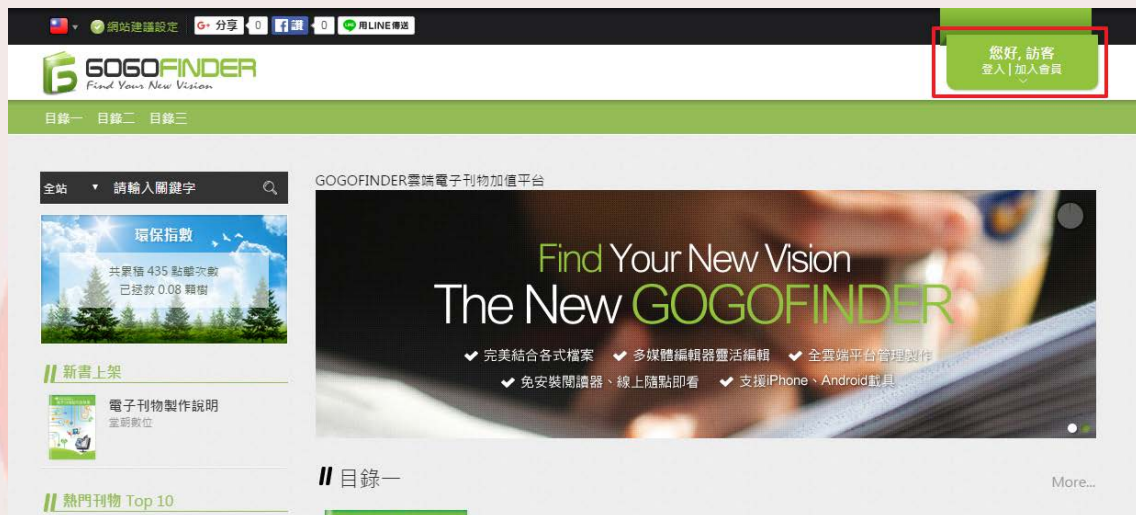 網站建議設定 G+ 分享 0 f 讚 0 用LINE傳送
您好, 訪客
登入 | 加入會員
GOGOFINDER
Find Your New Vision
目錄一 目錄二 目錄三
全站 ▼ 請輸入關鍵字
GOGOFINDER雲端電子刊物加值平台
環保指數
共累積 435 點擊次數
已拯救 0.08 顆樹
Find Your New Vision
The New GOGOFINDER
✔ 完美結合各式檔案 ✔ 多媒體編輯器靈活編輯 ✔ 全雲端平台管理製作
✔ 免安裝閱讀器、線上隨點即看 ✔ 支援iPhone、Android載具
新書上架
電子刊物製作說明
堂朝數位
目錄一
More...
熱門刊物 Top 10